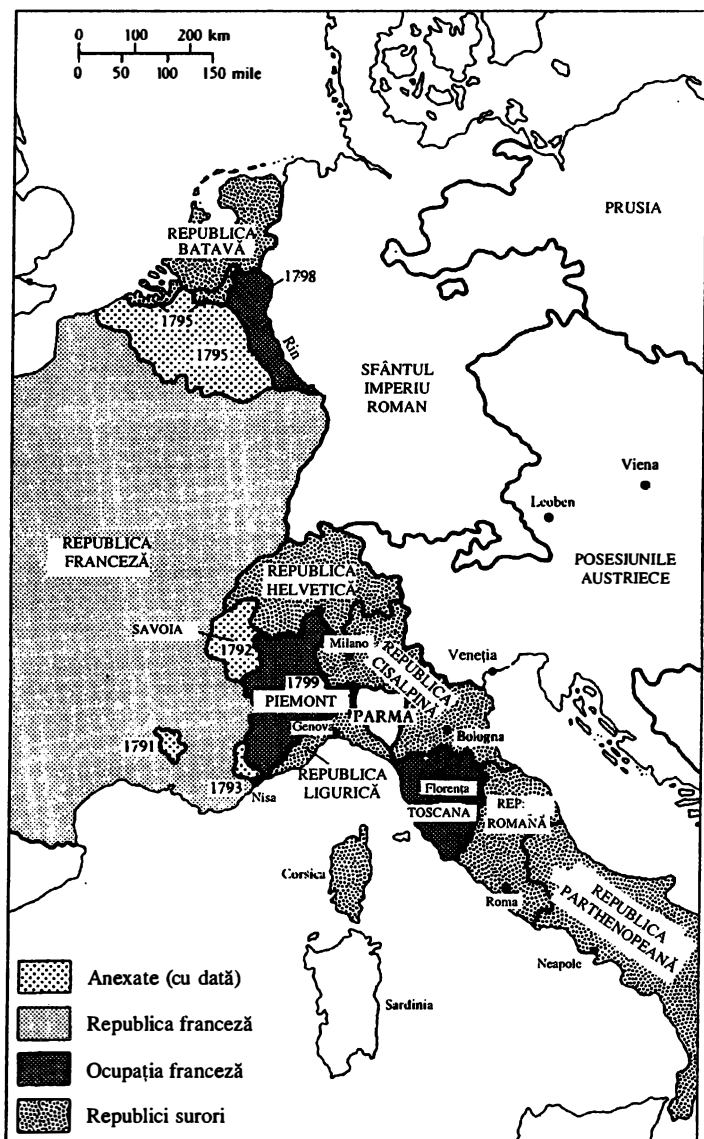 0 100 200 km
0 50 100 150 mile
PRUSIA
REPUBLICA
BATAVĂ
1798
1795
1795
Rin
SFÂNTUL
IMPERIU
ROMAN
Viena
Leoben
REPUBLICA
FRANCEZĂ
POSESIUNILE
AUSTRIECE
REPUBLICA
HELVETICĂ
SAVOIA
1792
Milano
REPUBLICA
CISALPINĂ
Veneția
1799
PIEMONT
PARMA
Genova
Bologna
1791
REPUBLICA
LIGURICĂ
1793
Nisa
Florența
TOSCANA
REP:
ROMANĂ
Corsica
Roma
REPUBLICA
PARTHENOPEANĂ
Neapole
Sardinia
Anexate (cu dată)
Republica franceză
Ocupația franceză
Republici surori